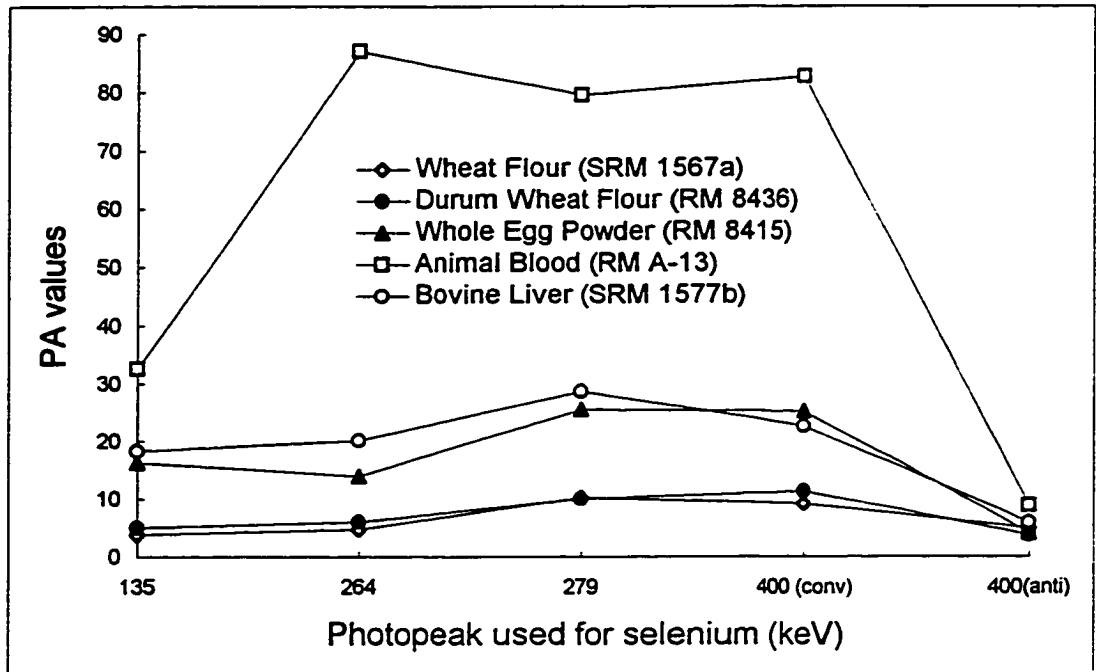 90
80
70
60
50
40
30
20
10
0
PA values
Wheat Flour (SRM 1567a)
Durum Wheat Flour (RM 8436)
Whole Egg Powder (RM 8415)
Animal Blood (RM A-13)
Bovine Liver (SRM 1577b)
135 264 279 400 (conv) 400(anti)
Photopeak used for selenium (keV)